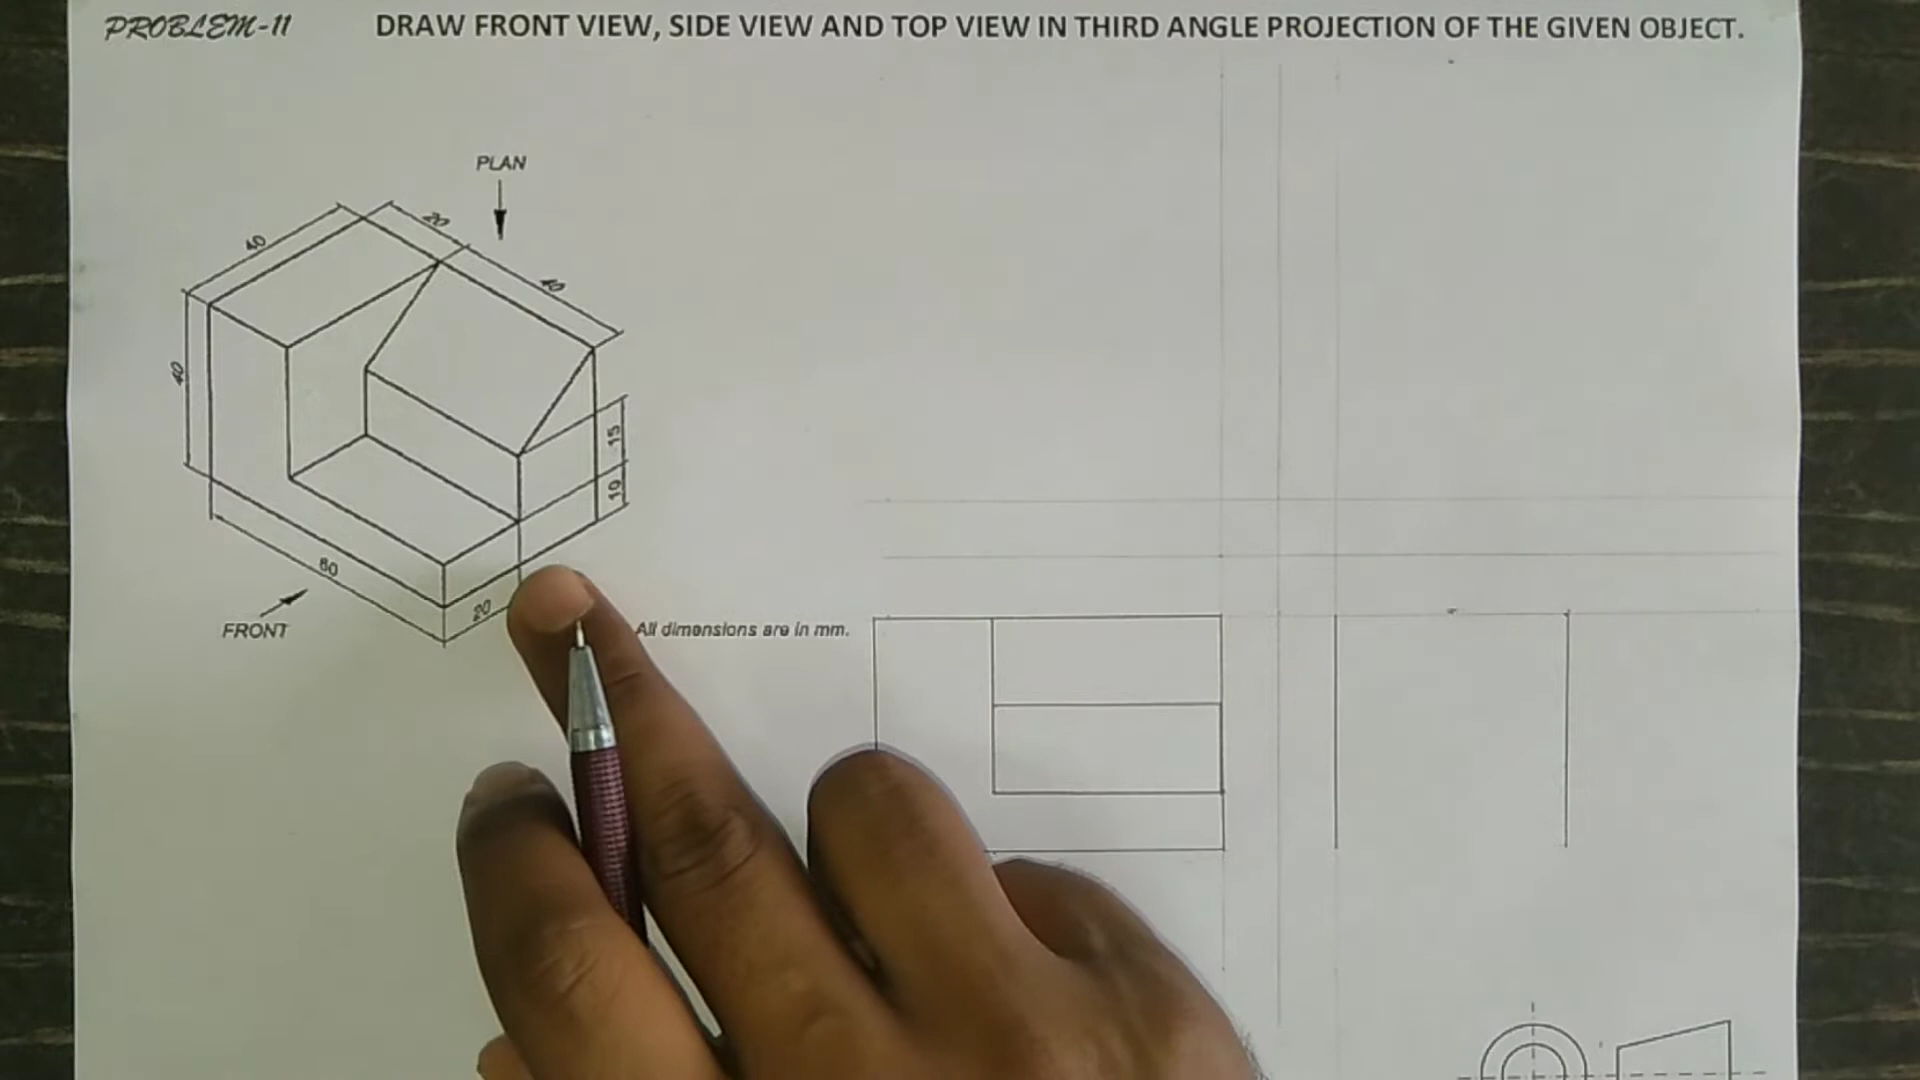 PROBLEM-11
DRAW FRONT VIEW, SIDE VIEW AND TOP VIEW IN THIRD ANGLE PROJECTION OF THE GIVEN OBJECT.
PLAN
20
40
40
40
15
10
60
20
FRONT
All dimensions are in mm.